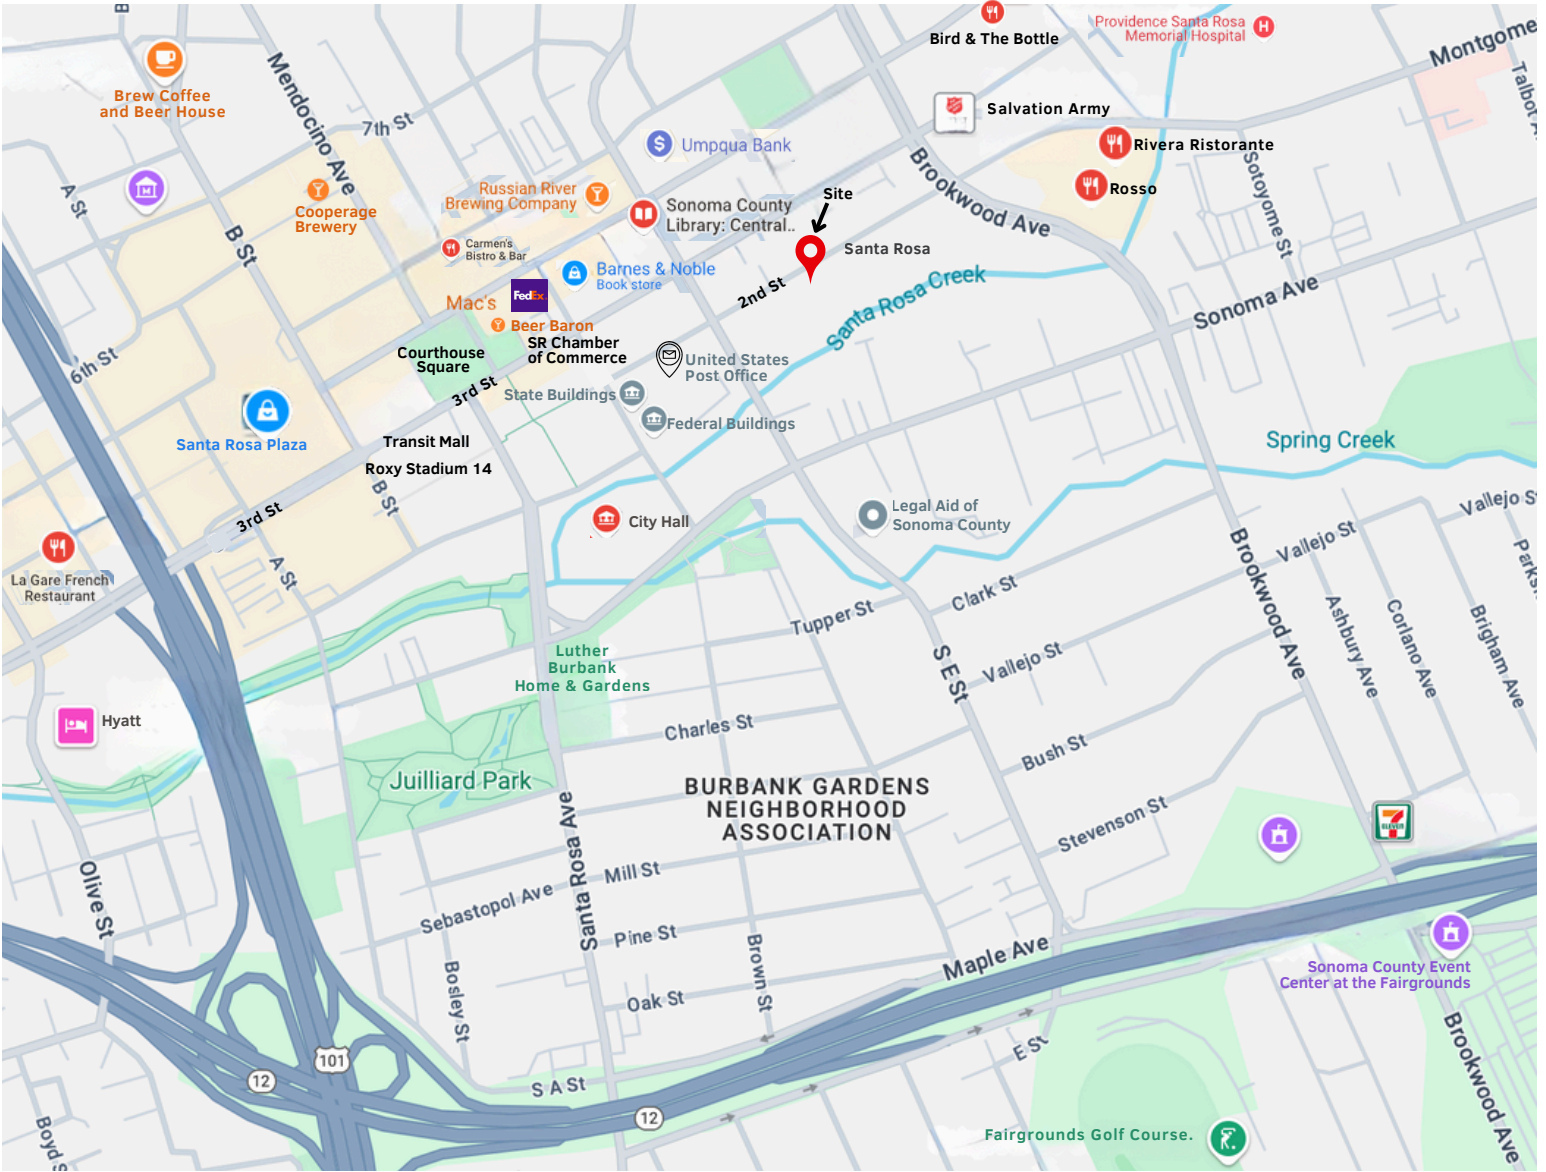 B
Bird & The Bottle
Providence Santa Rosa
Memorial Hospital
H
Montgome
Talbot A
Brew Coffee
and Beer House
Mendocino Ave
7th St
Salvation Army
Umpqua Bank
$
Brookwood Ave
Rivera Ristorante
Rosso
Sotoyome St
A St
M
Cooperage
Brewery
Russian River
Brewing Company
Sonoma County
Library: Central..
Site
Santa Rosa
B St
Carmen's
Bistro & Bar
Barnes & Noble
Book store
2nd St
Santa Rosa Creek
Sonoma Ave
Mac's
FedEx
Beer Baron
SR Chamber
of Commerce
Courthouse
Square
6th St
3rd St
United States
Post Office
State Buildings
Federal Buildings
Santa Rosa Plaza
Transit Mall
Roxy Stadium 14
Spring Creek
B St
3rd St
City Hall
Legal Aid of
Sonoma County
Vallejo St
Vallejo S
Parks
La Gare French
Restaurant
A St
Clark St
Tupper St
Brookwood Ave
Ashbury Ave
Corlano Ave
Brigham Ave
Luther
Burbank
Home & Gardens
S E St
Vallejo St
Hyatt
Charles St
Bush St
Juilliard Park
BURBANK GARDENS
NEIGHBORHOOD
ASSOCIATION
Stevenson St
7
ELEVEN
Olive St
Santa Rosa Ave
Mill St
Sebastopol Ave
Pine St
Brown St
Maple Ave
Sonoma County Event
Center at the Fairgrounds
Bosley St
Oak St
Brookwood Ave
E St
101
12
S A St
12
Boyd S
Fairgrounds Golf Course.